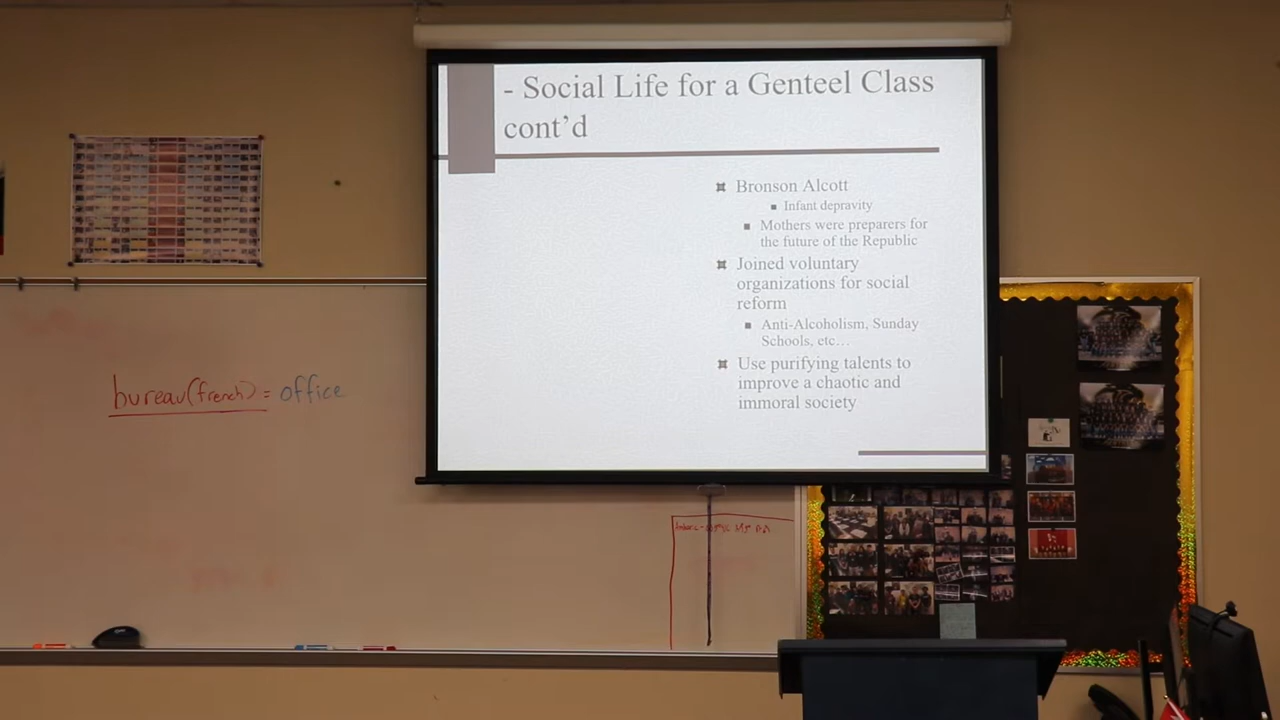 - Social Life for a Genteel Class
cont’d
Bronson Alcott
Infant depravity
Mothers were preparers for
the future of the Republic
Joined voluntary
organizations for social
reform
Anti-Alcoholism, Sunday
Schools, etc…
Use purifying talents to
improve a chaotic and
immoral society
bureau(french) = office